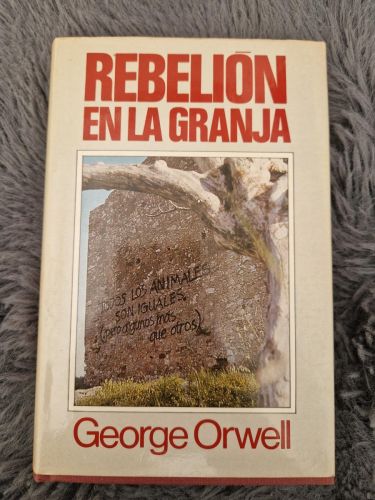 REBELIÓN
EN LA GRANJA
TODOS LOS ANIMALES
SON IGUALES.
(pero algunos más
que otros)
George Orwell